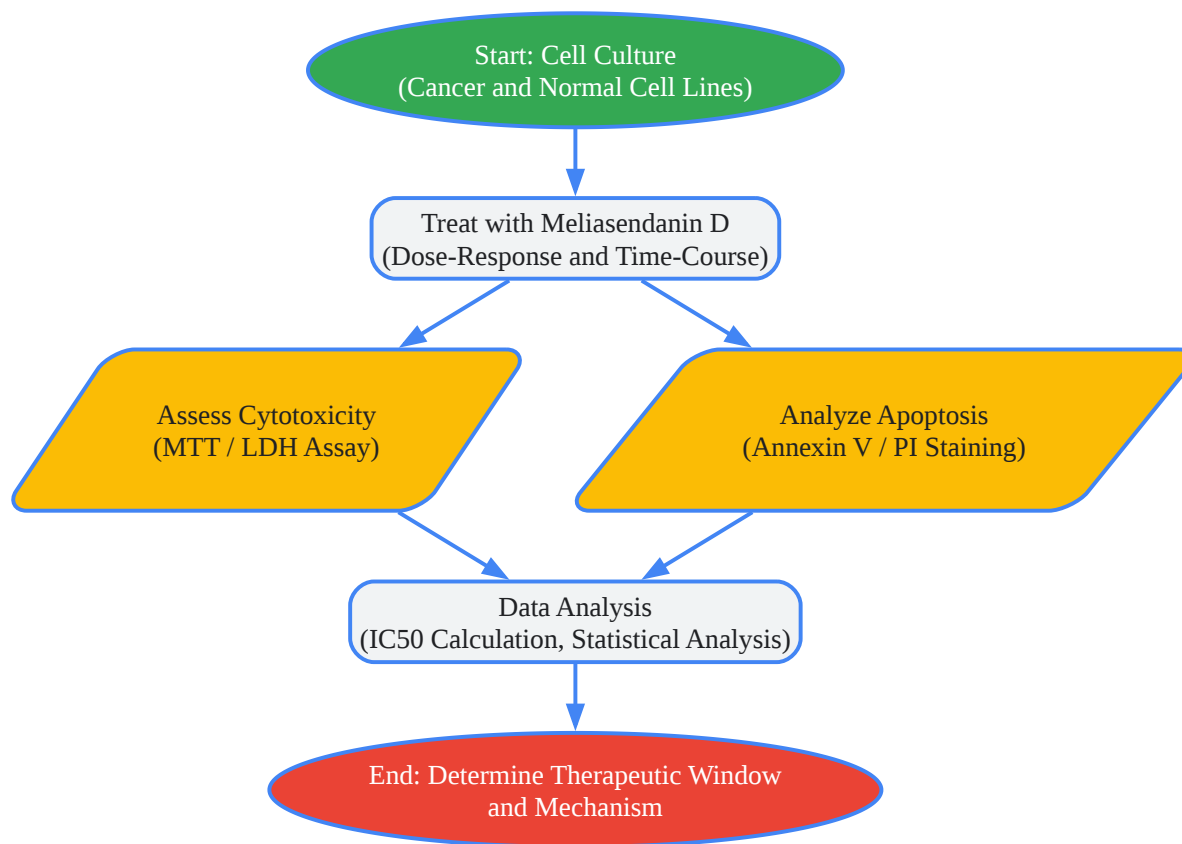 Start: Cell Culture
(Cancer and Normal Cell Lines)
Treat with Meliasendanin D
(Dose-Response and Time-Course)
Assess Cytotoxicity
(MTT / LDH Assay)
Analyze Apoptosis
(Annexin V / PI Staining)
Data Analysis
(IC50 Calculation, Statistical Analysis)
End: Determine Therapeutic Window
and Mechanism